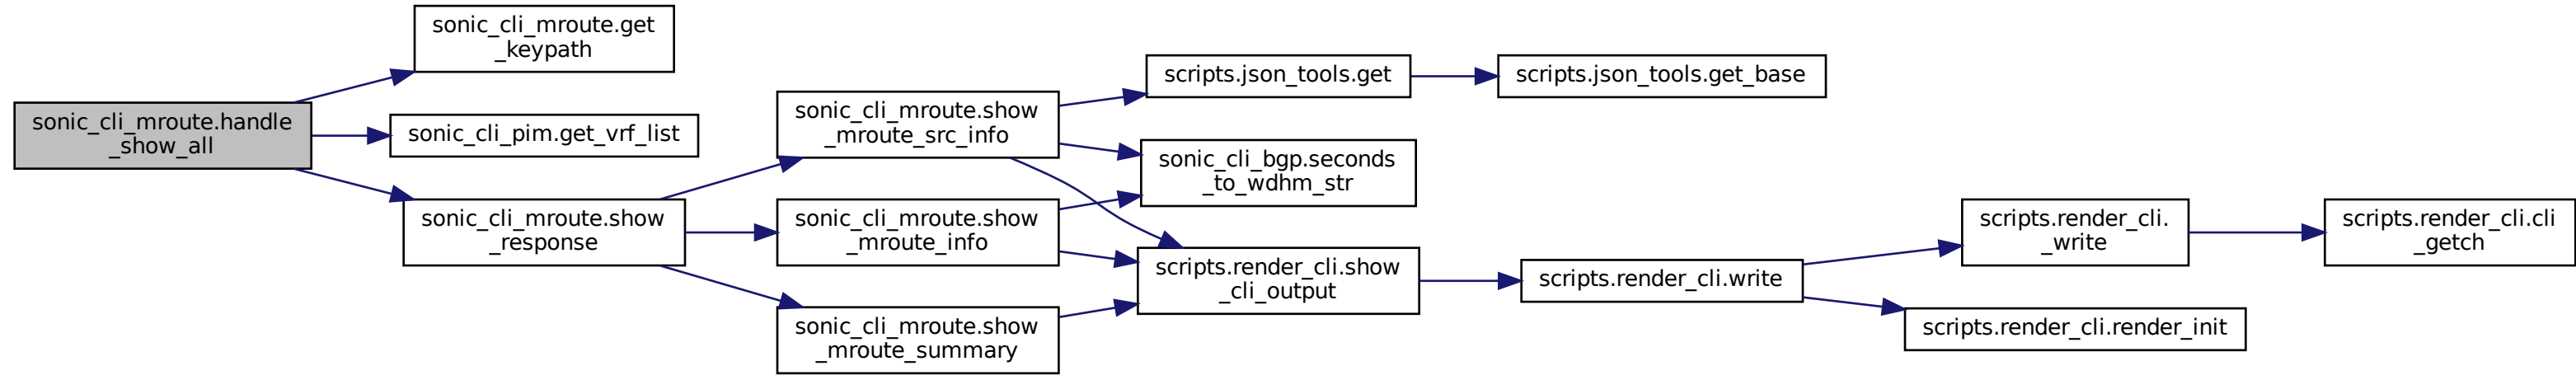 sonic_cli_mroute.handle
_show_all
sonic_cli_mroute.get
_keypath
sonic_cli_pim.get_vrf_list
sonic_cli_mroute.show
_response
sonic_cli_mroute.show
_mroute_src_info
sonic_cli_mroute.show
_mroute_info
sonic_cli_mroute.show
_mroute_summary
scripts.json_tools.get
sonic_cli_bgp.seconds
_to_wdhm_str
scripts.render_cli.show
_cli_output
scripts.json_tools.get_base
scripts.render_cli.write
scripts.render_cli.
_write
scripts.render_cli.render_init
scripts.render_cli.cli
_getch